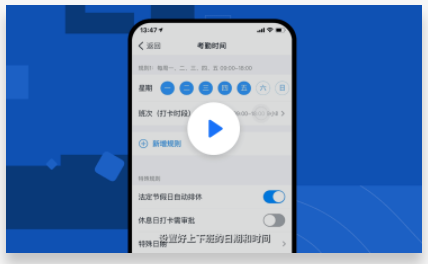 13:47
返回
考勤时间
规则1: 每周一、二、三、四、五 09:00-18:00
星期 一 二 三 四 五 六 日
班次（打卡时段）
新增规则
特殊规则
法定节假日自动排休
休息日打卡需审批
特殊日期
设置好上下班的日期和时间